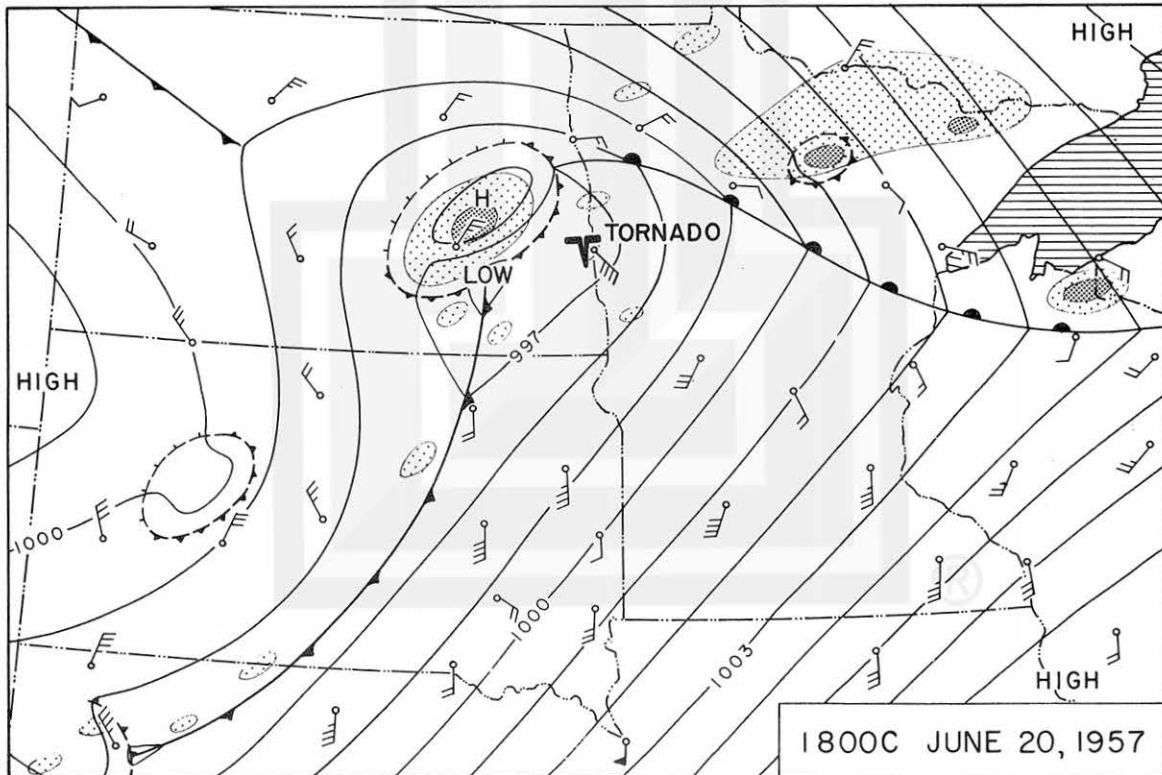 HIGH
H
TORNADO
LOW
997
HIGH
1000
1000
1003
HIGH
1800C JUNE 20, 1957
®